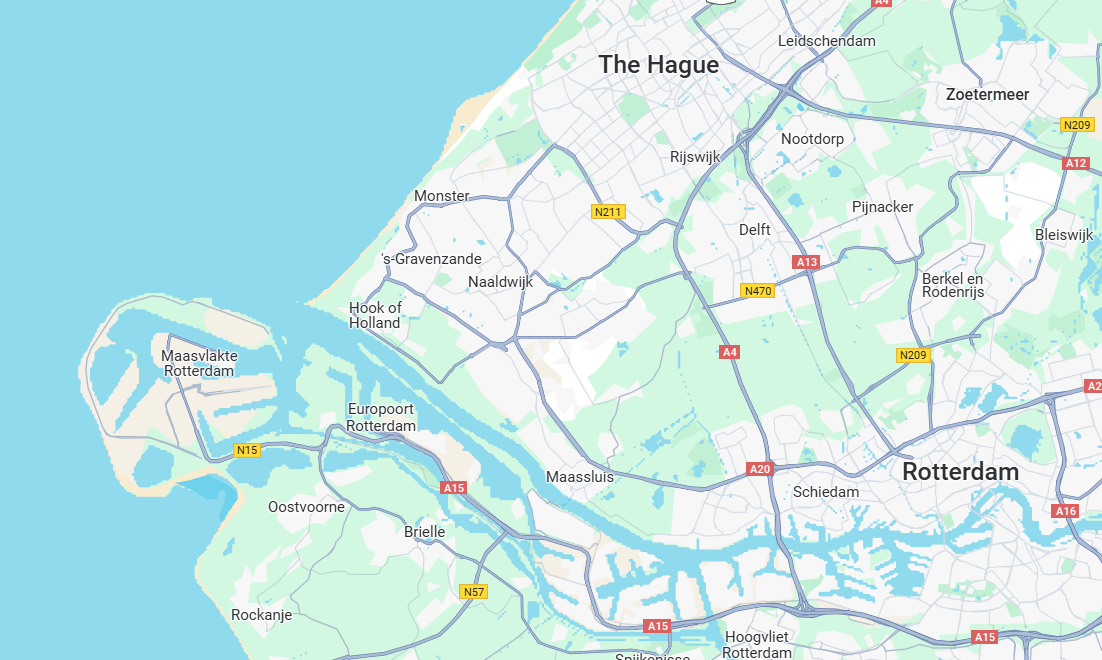 A4
Leidschendam
The Hague
Zoetermeer
N209
Nootdorp
Rijswijk
A12
Monster
N211
Pijnacker
Delft
Bleiswijk
's-Gravenzande
A13
Naaldwijk
Berkel en
Rodenrijs
N470
Hook of
Holland
A4
Maasvlakte
Rotterdam
N209
A2
Europoort
Rotterdam
N15
A20
Rotterdam
Maassluis
A15
Schiedam
Oostvoorne
A16
Brielle
N57
Rockanje
A15
Hoogvliet
Rotterdam
A15
Spijkenisse